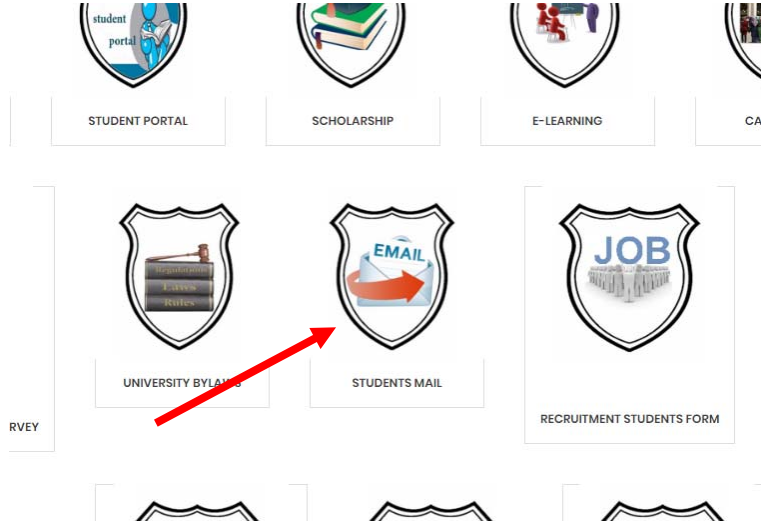 student
portal
STUDENT PORTAL
SCHOLARSHIP
E-LEARNING
CA
Regulations
Laws
Rules
EMAIL
JOB
UNIVERSITY BYLAWS
STUDENTS MAIL
RECRUITMENT STUDENTS FORM
RVEY